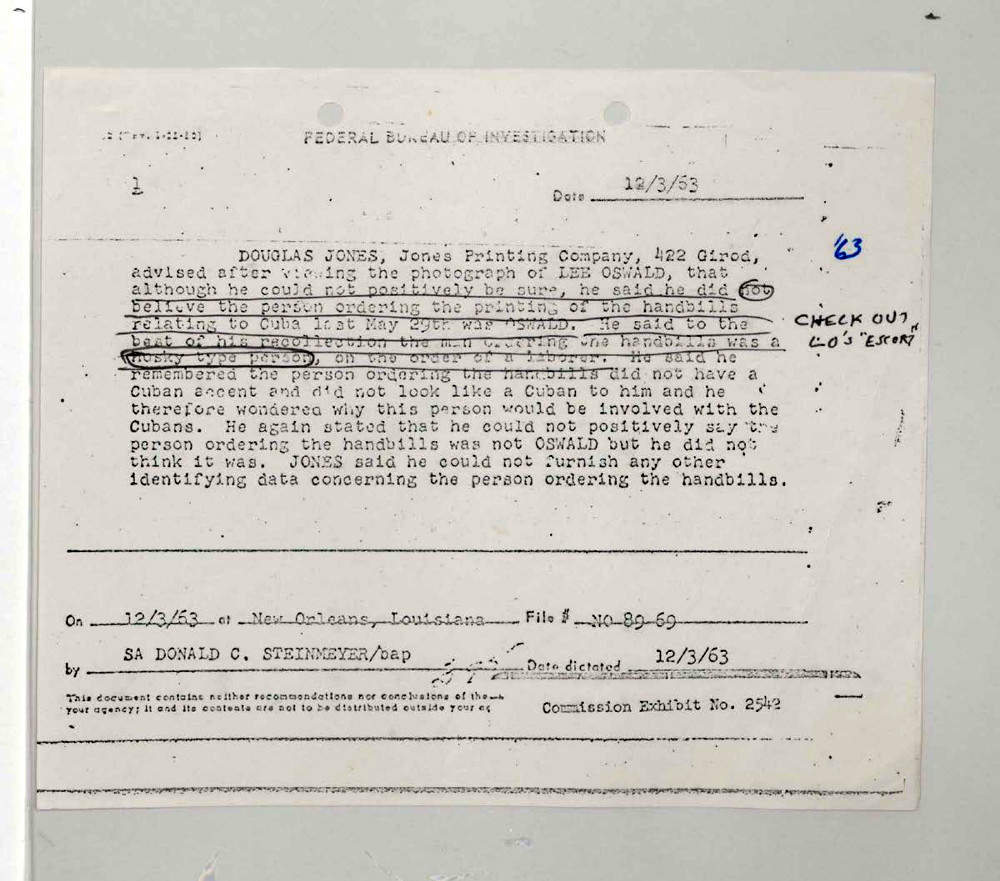 FEDERAL BUREAU OF INVESTIGATION
1
Date 12/3/63
'63
DOUGLAS JONES, Jones Printing Company, 422 Girod,
advised after viewing the photograph of LEE OSWALD, that
although he could not positively be sure, he said he did not
believe the person ordering the printing of the handbills
relating to Cuba last May 29th was OSWALD. He said to the
best of his recollection the man ordering the handbills was a
husky type person, on the order of a laborer. He said he
remembered the person ordering the handbills did not have a
Cuban accent and did not look like a Cuban to him and he
therefore wondered why this person would be involved with the
Cubans. He again stated that he could not positively say the
person ordering the handbills was not OSWALD but he did not
think it was. JONES said he could not furnish any other
identifying data concerning the person ordering the handbills.
CHECK OUT
LO'S "ESCORT"
On 12/3/63 at New Orleans, Louisiana File # NO 89-69
by SA DONALD C. STEINMEYER/bap Date dictated 12/3/63
This document contains neither recommendations nor conclusions of the
your agency; it and its contents are not to be distributed outside your ag
Commission Exhibit No. 2542